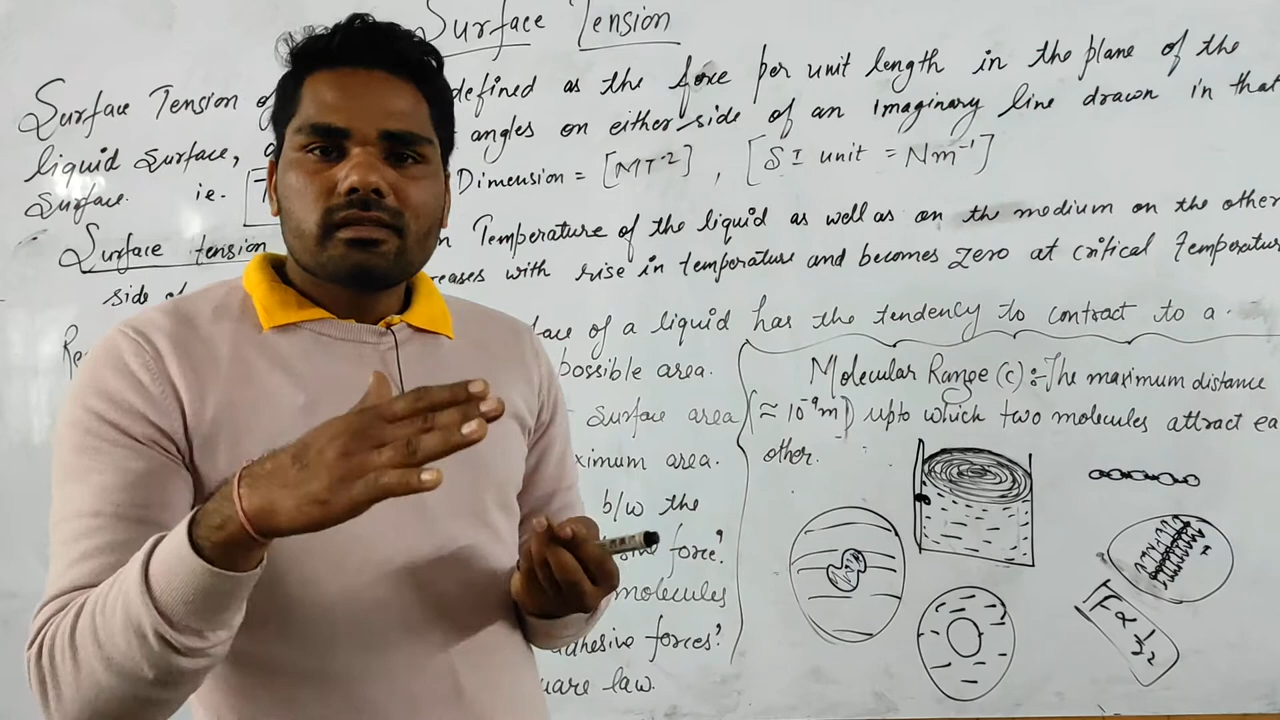 Surface Tension
Surface Tension of defined as the force per unit length in the plane of the
liquid surface, angles on either side of an imaginary line drawn in that
surface. ie. Dimension = [MT⁻²] , [SI unit = Nm⁻¹]
Surface tension n Temperature of the liquid as well as on the medium on the other
side of eases with rise in temperature and becomes zero at critical temperature
face of a liquid has the tendency to contract to a.
possible area.
surface area
ximum area.
b/w the
force'.
molecules
adhesive forces'.
uare law.
Molecular Range (c) :- The maximum distance
(≈ 10⁻⁹m) upto which two molecules attract ea
other.
F α 1/r²